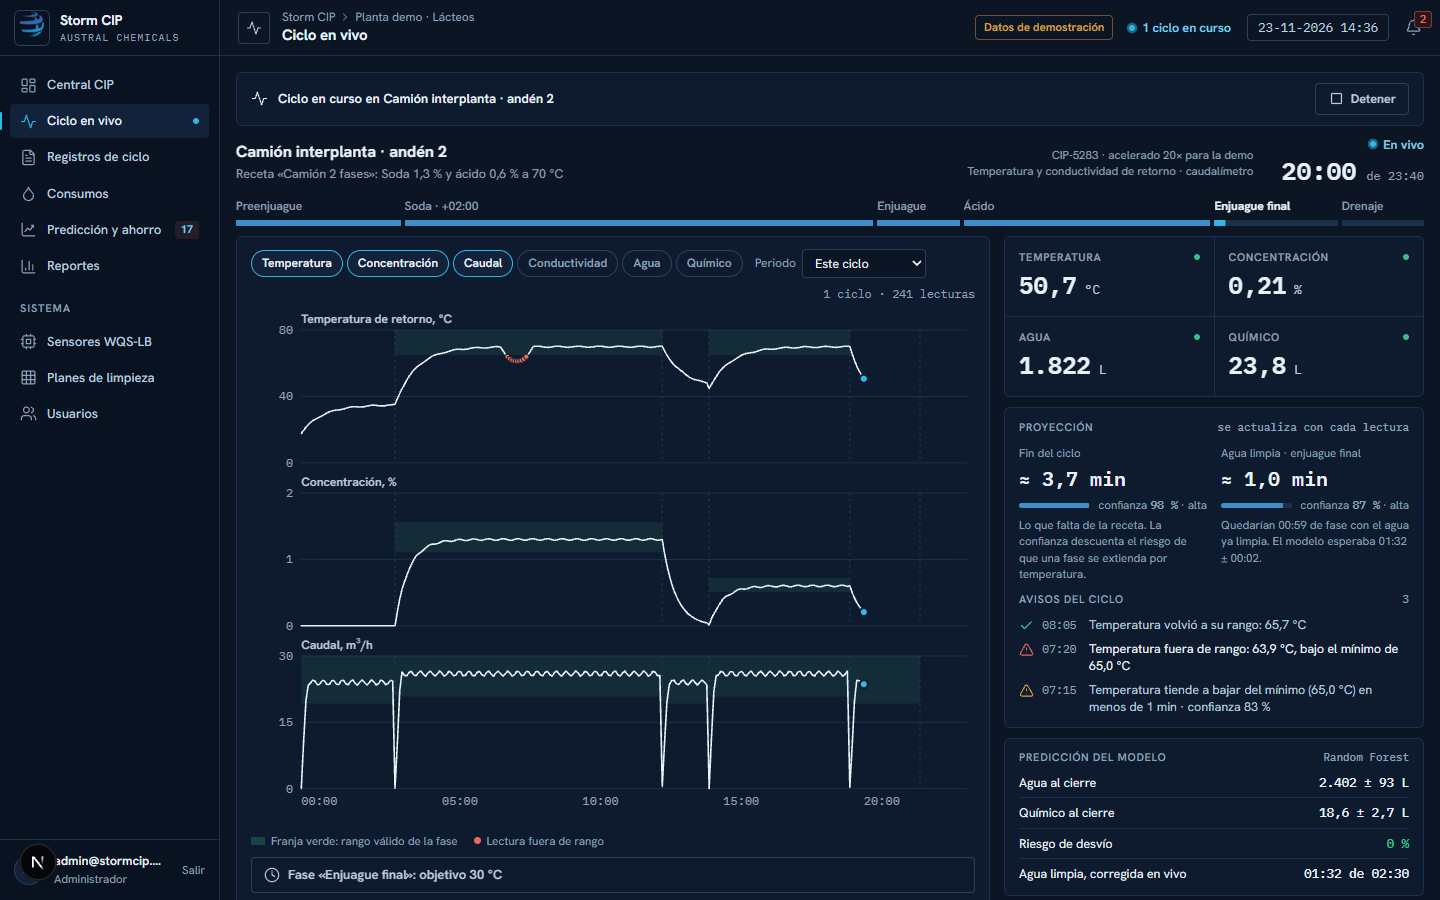 Storm CIP
AUSTRAL CHEMICALS
Central CIP
Ciclo en vivo
Registros de ciclo
Consumos
Predicción y ahorro 17
Reportes
SISTEMA
Sensores WQS-LB
Planes de limpieza
Usuarios
N
admin@stormcip....
Administrador
Salir
Storm CIP > Planta demo · Lácteos
Ciclo en vivo
Datos de demostración
1 ciclo en curso
23-11-2026 14:36
2
Ciclo en curso en Camión interplanta · andén 2
Detener
Camión interplanta · andén 2
Receta «Camión 2 fases»: Soda 1,3 % y ácido 0,6 % a 70 °C
CIP-5283 · acelerado 20× para la demo
Temperatura y conductividad de retorno · caudalímetro
En vivo
20:00 de 23:40
Preenjuague
Soda · +02:00
Enjuague
Ácido
Enjuague final
Drenaje
Temperatura
Concentración
Caudal
Conductividad
Agua
Químico
Periodo
Este ciclo
1 ciclo · 241 lecturas
Temperatura de retorno, °C
80
40
0
Concentración, %
2
1
0
Caudal, m³/h
30
15
0
00:00
05:00
10:00
15:00
20:00
Franja verde: rango válido de la fase
Lectura fuera de rango
Fase «Enjuague final»: objetivo 30 °C
TEMPERATURA
50,7 °C
CONCENTRACIÓN
0,21 %
AGUA
1.822 L
QUÍMICO
23,8 L
PROYECCIÓN
se actualiza con cada lectura
Fin del ciclo
≈ 3,7 min
confianza 98 % · alta
Lo que falta de la receta. La
confianza descuenta el riesgo de
que una fase se extienda por
temperatura.
Agua limpia · enjuague final
≈ 1,0 min
confianza 87 % · alta
Quedarían 00:59 de fase con el agua
ya limpia. El modelo esperaba 01:32
± 00:02.
AVISOS DEL CICLO
3
08:05 Temperatura volvió a su rango: 65,7 °C
07:20 Temperatura fuera de rango: 63,9 °C, bajo el mínimo de
65,0 °C
07:15 Temperatura tiende a bajar del mínimo (65,0 °C) en
menos de 1 min · confianza 83 %
PREDICCIÓN DEL MODELO
Random Forest
Agua al cierre 2.402 ± 93 L
Químico al cierre 18,6 ± 2,7 L
Riesgo de desvío 0 %
Agua limpia, corregida en vivo 01:32 de 02:30